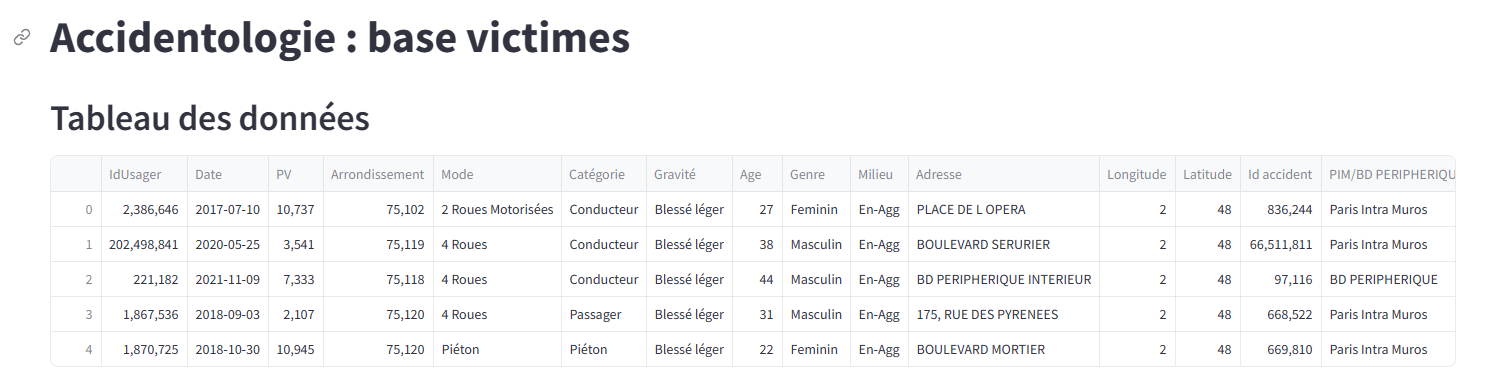 Accidentologie : base victimes
Tableau des données
IdUsager Date PV Arrondissement Mode Catégorie Gravité Age Genre Milieu Adresse Longitude Latitude Id accident PIM/BD PERIPHERIQU
0 2,386,646 2017-07-10 10,737 75,102 2 Roues Motorisées Conducteur Blessé léger 27 Feminin En-Agg PLACE DE L OPERA 2 48 836,244 Paris Intra Muros
1 202,498,841 2020-05-25 3,541 75,119 4 Roues Conducteur Blessé léger 38 Masculin En-Agg BOULEVARD SERURIER 2 48 66,511,811 Paris Intra Muros
2 221,182 2021-11-09 7,333 75,118 4 Roues Conducteur Blessé léger 44 Masculin En-Agg BD PERIPHERIQUE INTERIEUR 2 48 97,116 BD PERIPHERIQUE
3 1,867,536 2018-09-03 2,107 75,120 4 Roues Passager Blessé léger 31 Masculin En-Agg 175, RUE DES PYRENEES 2 48 668,522 Paris Intra Muros
4 1,870,725 2018-10-30 10,945 75,120 Piéton Piéton Blessé léger 22 Feminin En-Agg BOULEVARD MORTIER 2 48 669,810 Paris Intra Muros